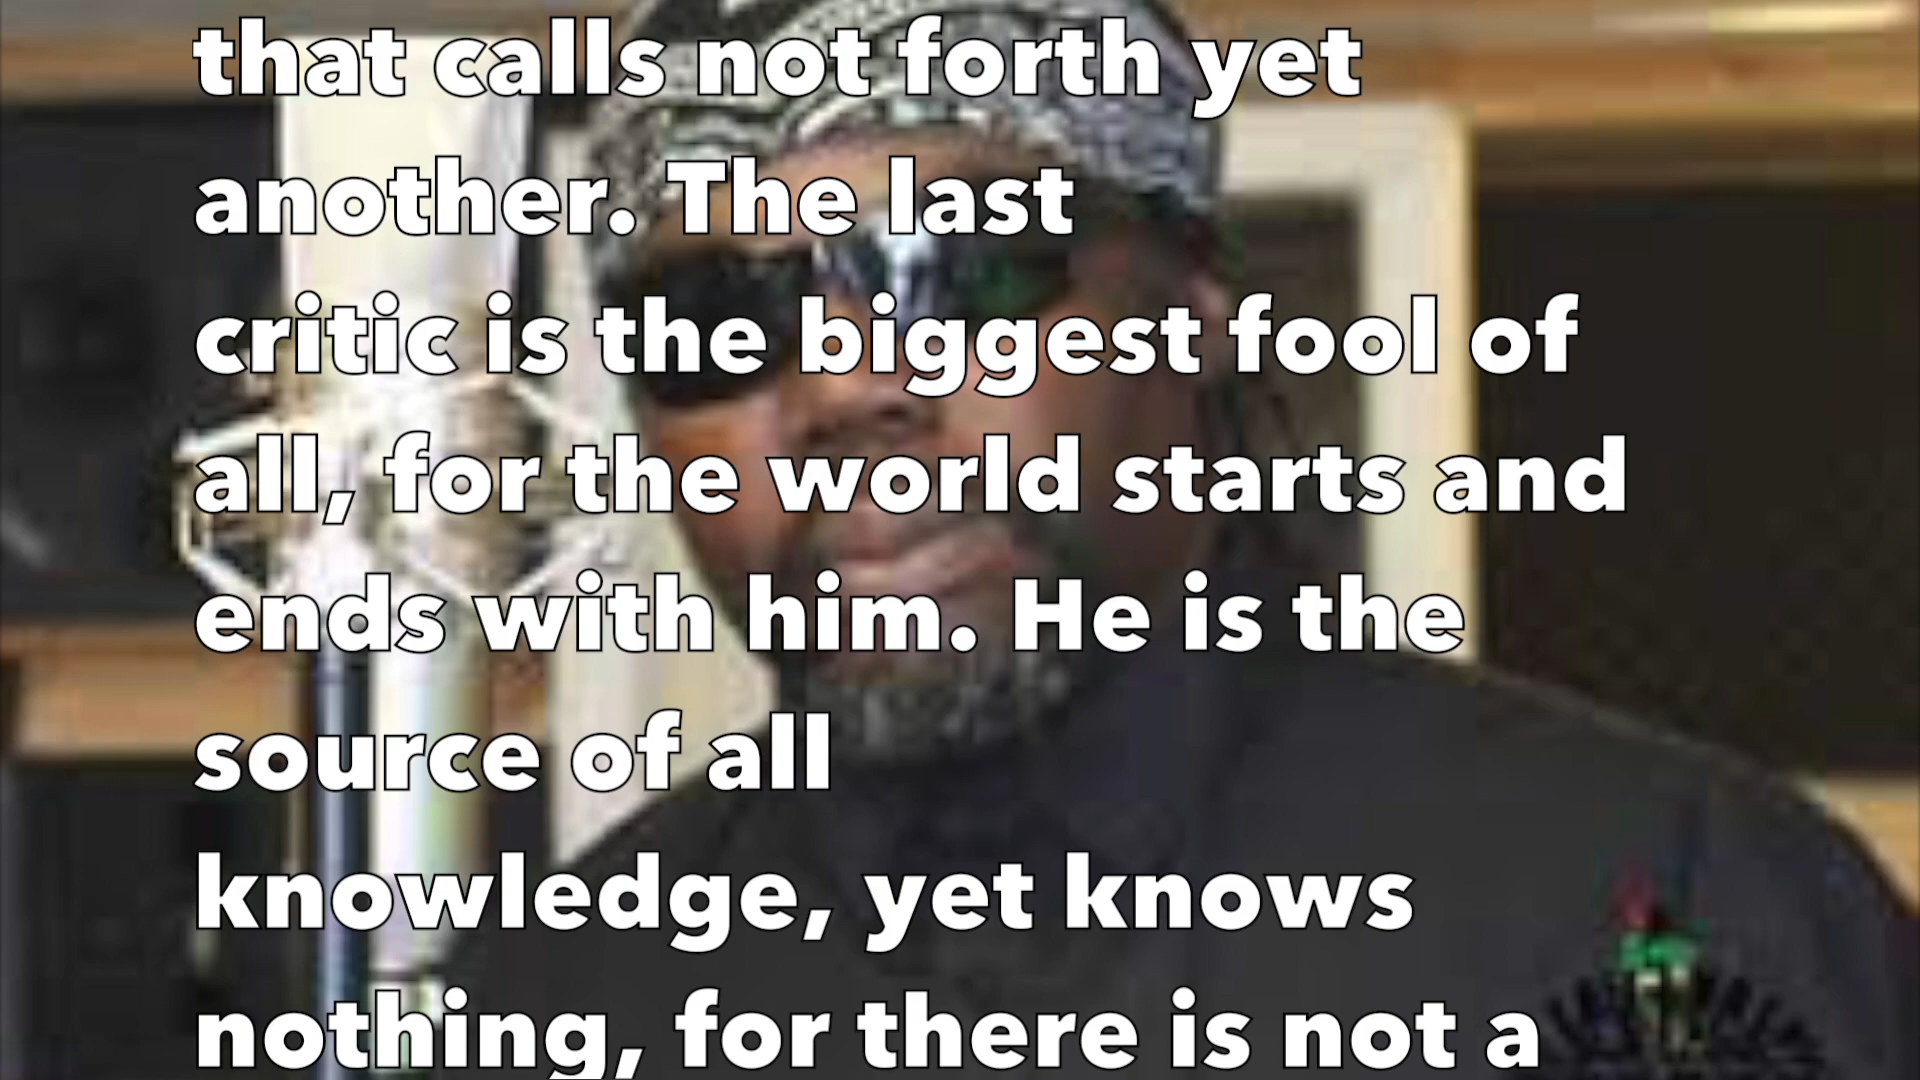 that calls not forth yet
another. The last
critic is the biggest fool of
all, for the world starts and
ends with him. He is the
source of all
knowledge, yet knows
nothing, for there is not a